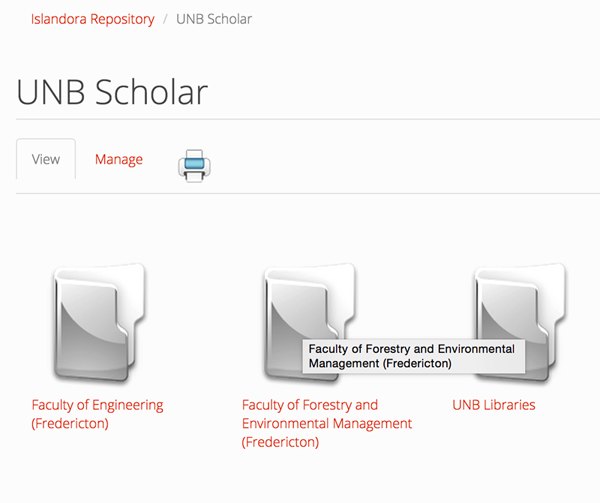 Islandora Repository / UNB Scholar
UNB Scholar
View Manage
Faculty of Forestry and Environmental
Management (Fredericton)
Faculty of Engineering
(Fredericton)
Faculty of Forestry and
Environmental Management
(Fredericton)
UNB Libraries